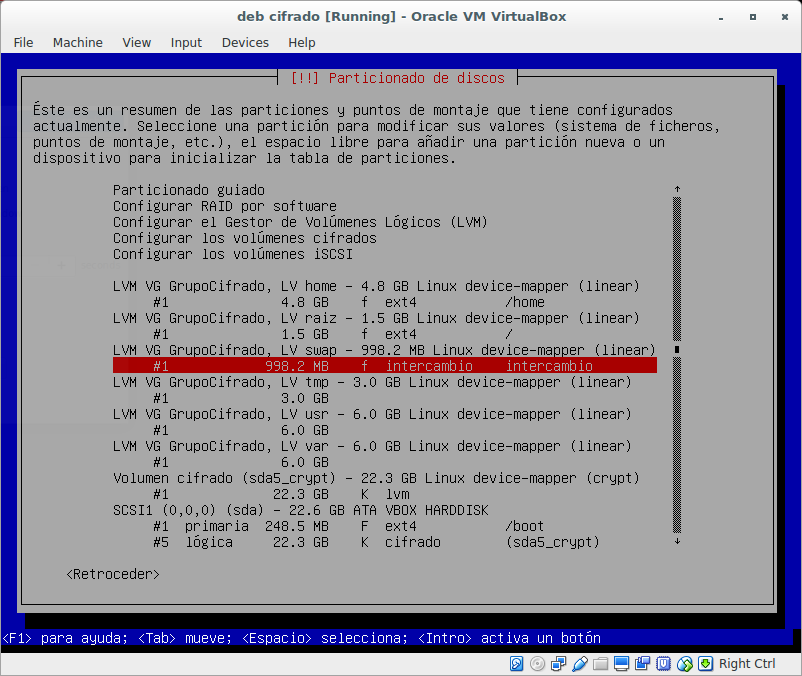 deb cifrado [Running] - Oracle VM VirtualBox
File Machine View Input Devices Help
[!!] Particionado de discos
Éste es un resumen de las particiones y puntos de montaje que tiene configurados
actualmente. Seleccione una partición para modificar sus valores (sistema de ficheros,
puntos de montaje, etc.), el espacio libre para añadir una partición nueva o un
dispositivo para inicializar la tabla de particiones.
Particionado guiado
Configurar RAID por software
Configurar el Gestor de Volúmenes Lógicos (LVM)
Configurar los volúmenes cifrados
Configurar los volúmenes iSCSI
LVM VG GrupoCifrado, LV home - 4.8 GB Linux device-mapper (linear)
#1 4.8 GB f ext4 /home
LVM VG GrupoCifrado, LV raiz - 1.5 GB Linux device-mapper (linear)
#1 1.5 GB f ext4 /
LVM VG GrupoCifrado, LV swap - 998.2 MB Linux device-mapper (linear)
#1 998.2 MB f intercambio intercambio
LVM VG GrupoCifrado, LV tmp - 3.0 GB Linux device-mapper (linear)
#1 3.0 GB
LVM VG GrupoCifrado, LV usr - 6.0 GB Linux device-mapper (linear)
#1 6.0 GB
LVM VG GrupoCifrado, LV var - 6.0 GB Linux device-mapper (linear)
#1 6.0 GB
Volumen cifrado (sda5_crypt) - 22.3 GB Linux device-mapper (crypt)
#1 22.3 GB K lvm
SCSI1 (0,0,0) (sda) - 22.6 GB ATA VBOX HARDDISK
#1 primaria 248.5 MB F ext4 /boot
#5 lógica 22.3 GB K cifrado (sda5_crypt)
<Retroceder>
<F1> para ayuda; <Tab> mueve; <Espacio> selecciona; <Intro> activa un botón
Right Ctrl